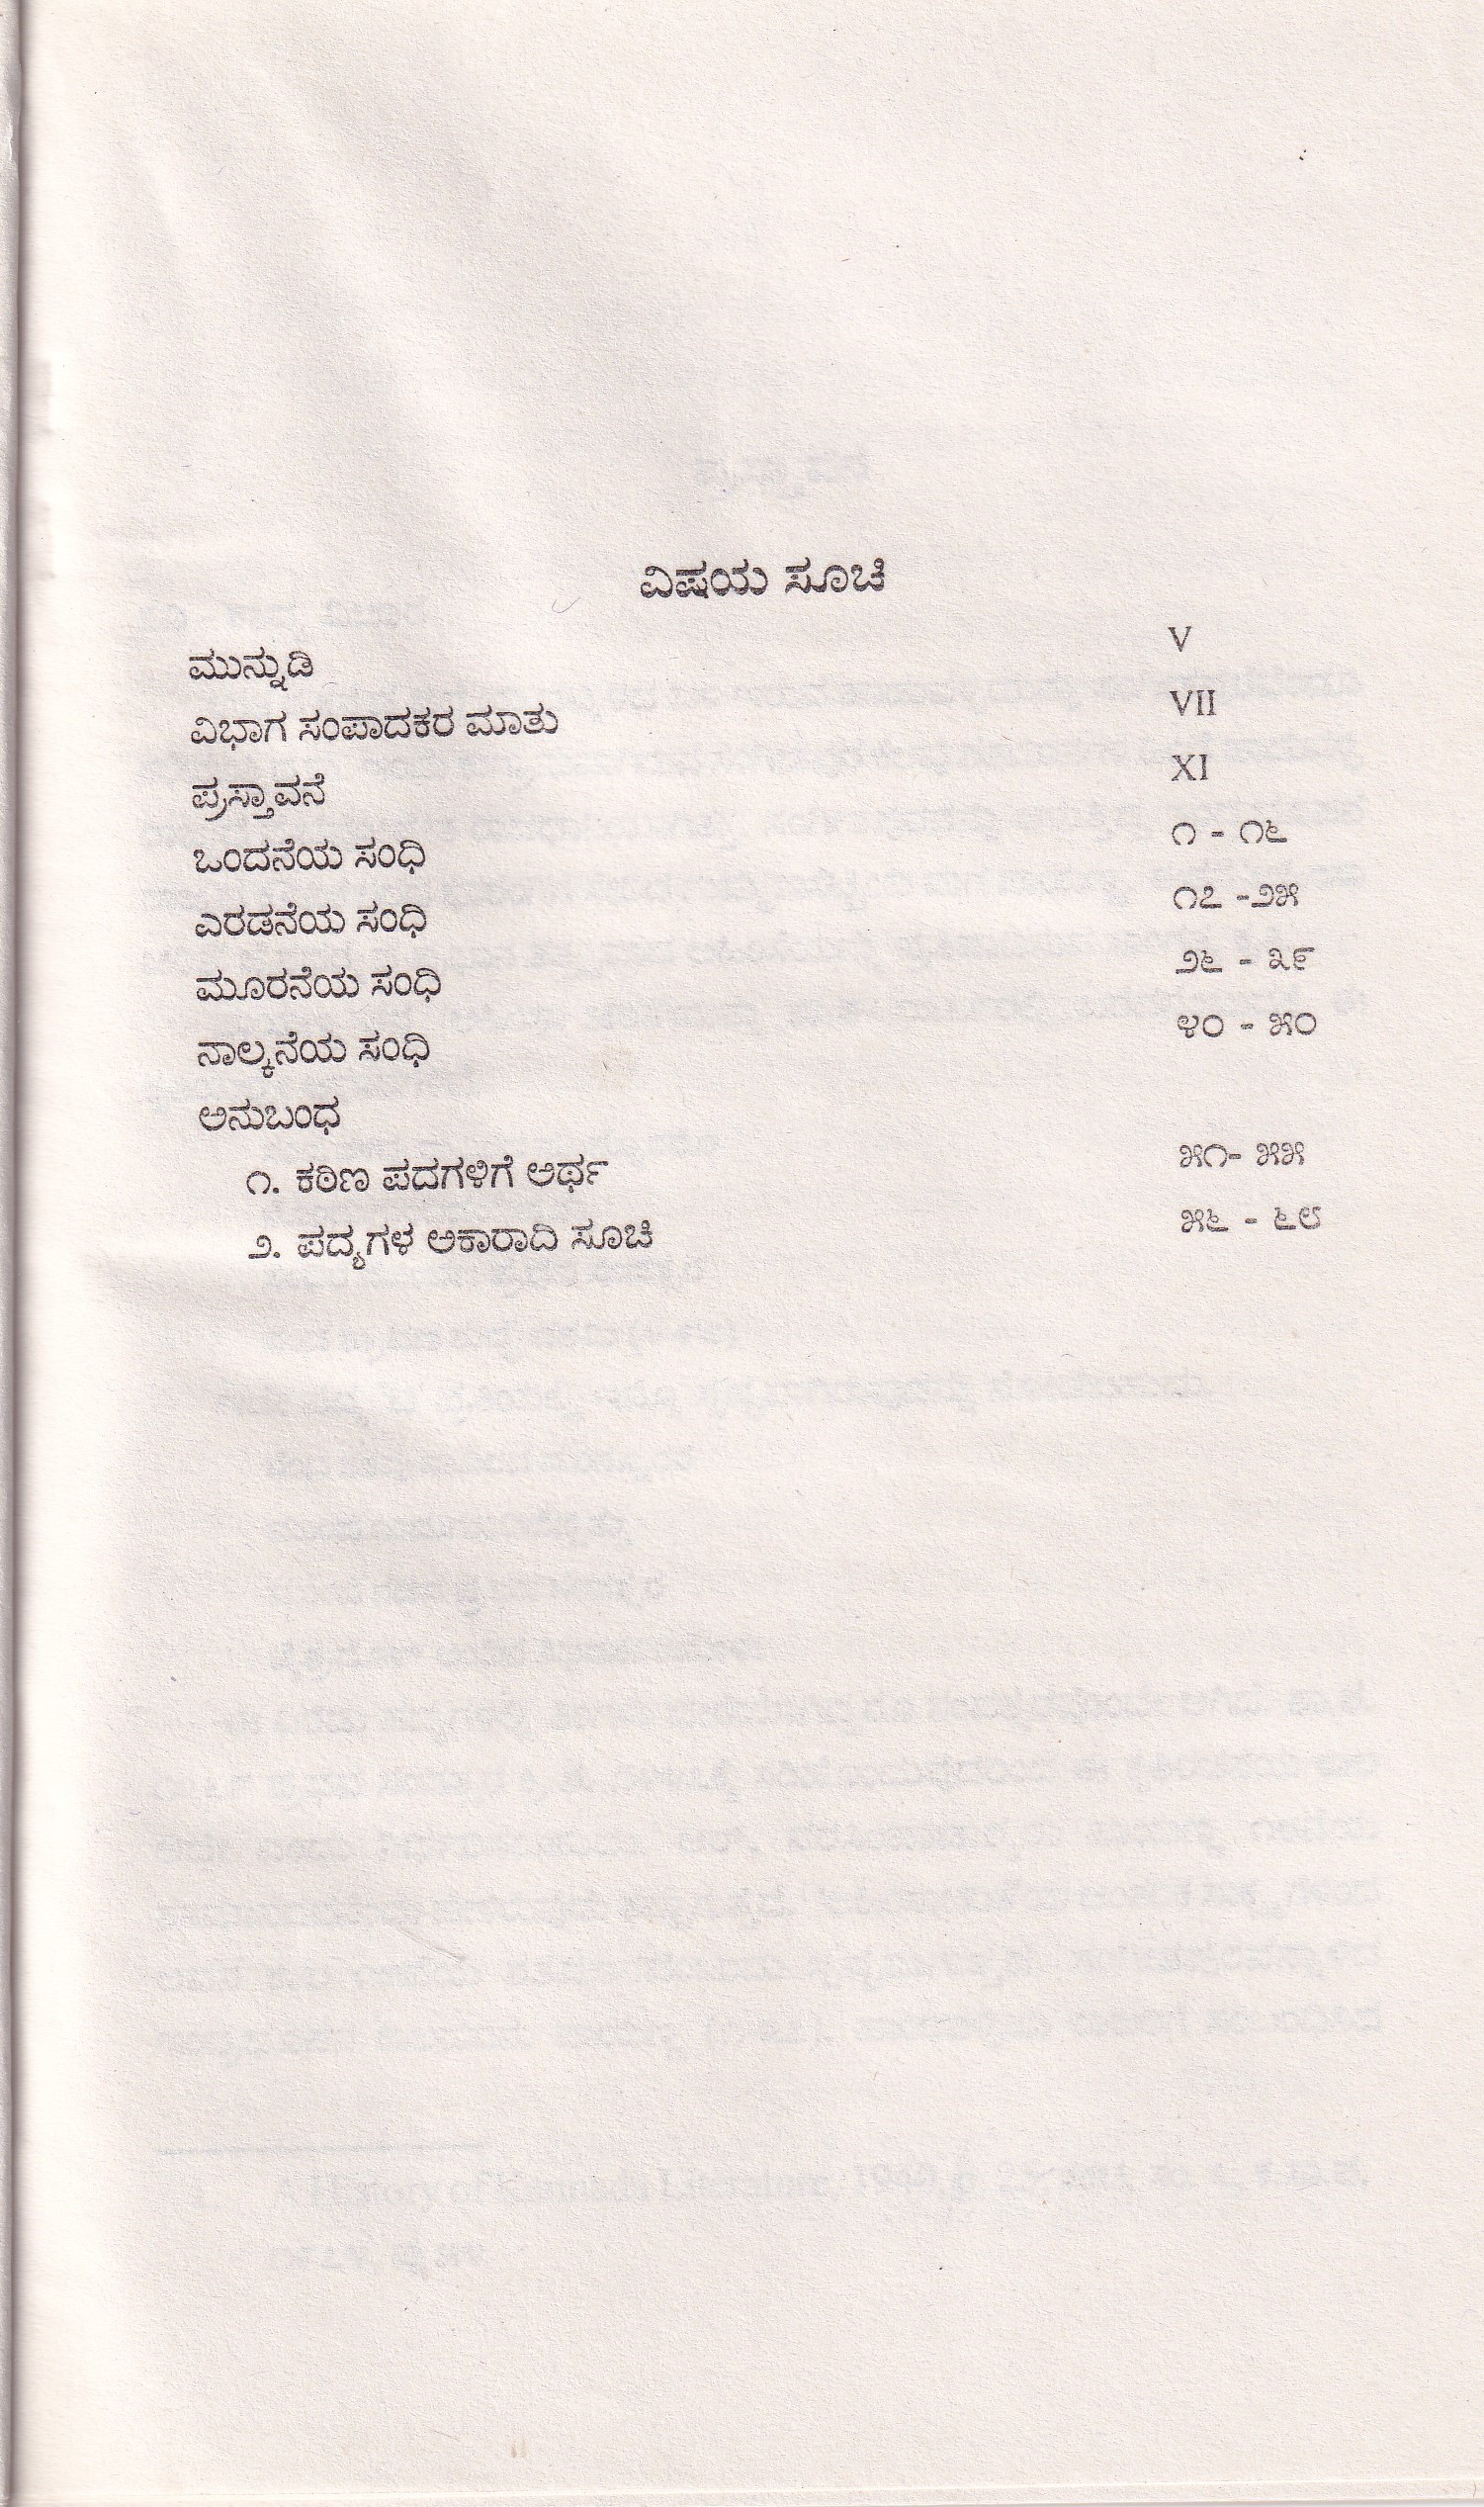 ವಿಷಯ ಸೂಚಿ
ಮುನ್ನುಡಿ V
ವಿಭಾಗ ಸಂಪಾದಕರ ಮಾತು VII
ಪ್ರಸ್ತಾವನೆ XI
ಒಂದನೆಯ ಸಂಧಿ ೧ - ೧೬
ಎರಡನೆಯ ಸಂಧಿ ೧೭ -೨೫
ಮೂರನೆಯ ಸಂಧಿ ೨೬ - ೩೯
ನಾಲ್ಕನೆಯ ಸಂಧಿ ೪೦ - ೫೦
ಅನುಬಂಧ
೧. ಕಠಿಣ ಪದಗಳಿಗೆ ಅರ್ಥ ೫೧- ೫೫
೨. ಪದ್ಯಗಳ ಅಕಾರಾದಿ ಸೂಚಿ ೫೬ - ೬೮